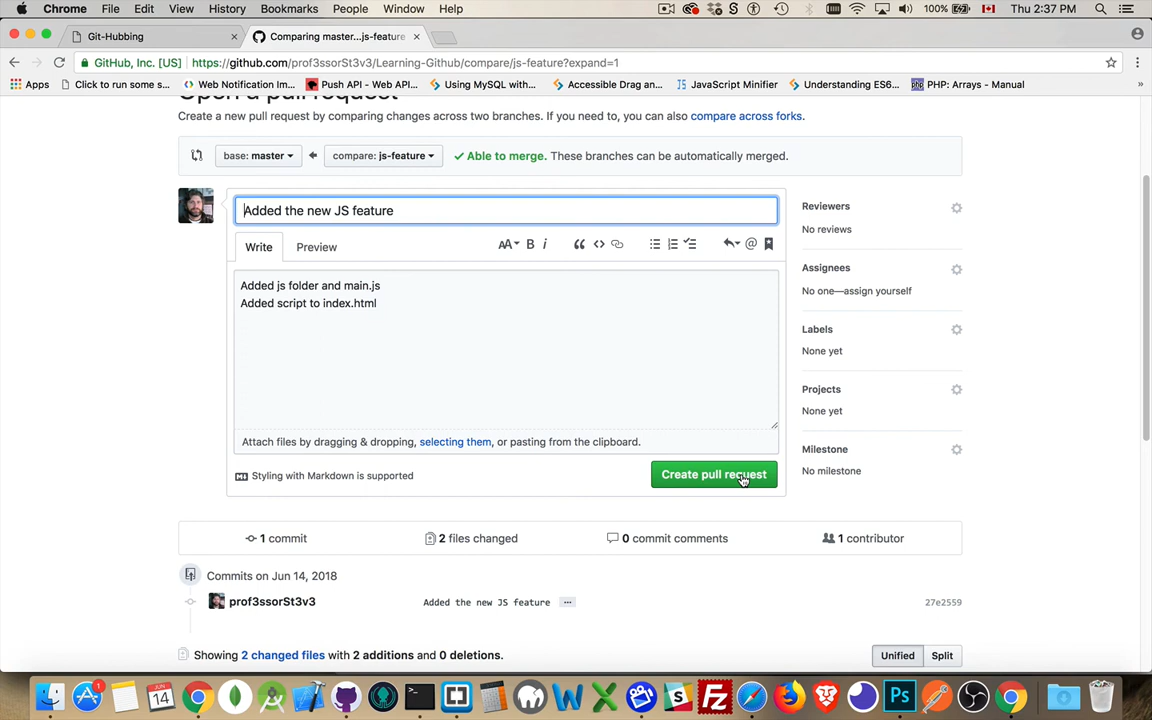 Chrome File Edit View History Bookmarks People Window Help 100% Thu 2:37 PM
Git-Hubbing × Comparing master...js-feature ×
GitHub, Inc. [US] https://github.com/prof3ssorSt3v3/Learning-Github/compare/js-feature?expand=1
Apps Click to run some s... Web Notification Im... Push API - Web API... Using MySQL with... Accessible Drag an... JavaScript Minifier Understanding ES6... PHP: Arrays - Manual »
Open a pull request
Create a new pull request by comparing changes across two branches. If you need to, you can also compare across forks.
base: master compare: js-feature Able to merge. These branches can be automatically merged.
Added the new JS feature
Write Preview
Added js folder and main.js
Added script to index.html
Attach files by dragging & dropping, selecting them, or pasting from the clipboard.
Styling with Markdown is supported
Create pull request
Reviewers
No reviews
Assignees
No one—assign yourself
Labels
None yet
Projects
None yet
Milestone
No milestone
1 commit 2 files changed 0 commit comments 1 contributor
Commits on Jun 14, 2018
prof3ssorSt3v3 Added the new JS feature ... 27e2559
Showing 2 changed files with 2 additions and 0 deletions.
Unified Split